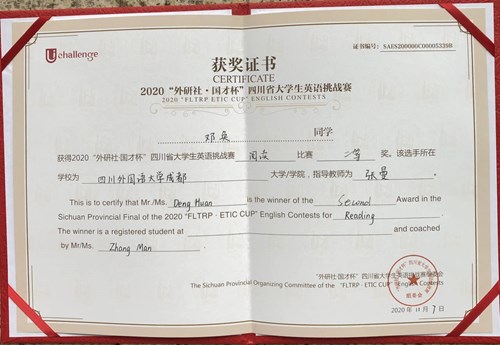 Uchallenge
证书编号：SAEN200000C000053398
获奖证书
CERTIFICATE
2020 “外研社·国才杯” 四川省大学生英语挑战赛
2020 "FLTRP·ETIC CUP" ENGLISH CONTESTS
邓奂 同学
获得2020 “外研社·国才杯” 四川省大学生英语挑战赛 阅读 比赛 二等 奖。该选手所在
学校为 四川外国语大学成都 大学/学院，指导教师为 张曼
This is to certify that Mr./Ms. Deng Huan is the winner of the Second Award in the
Sichuan Provincial Final of the 2020 "FLTRP·ETIC CUP" English Contests for Reading.
The winner is a registered student at and coached
by Mr/Ms. Zhang Man
“外研社·国才杯” 四川省大学生英语挑战赛组委会
The Sichuan Provincial Organizing Committee of the "FLTRP·ETIC CUP" English Contests
组委会
2020 年 11 月 7 日